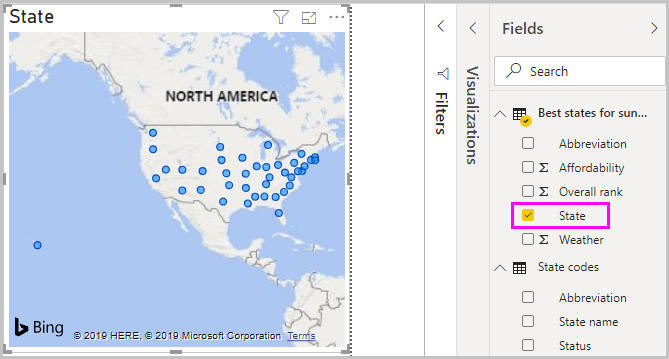 State
NORTH AMERICA
Bing
© 2019 HERE, © 2019 Microsoft Corporation Terms
Filters
Visualizations
Fields
Search
Best states for sun...
Abbreviation
Σ Affordability
Σ Overall rank
State
Σ Weather
State codes
Abbreviation
State name
Status